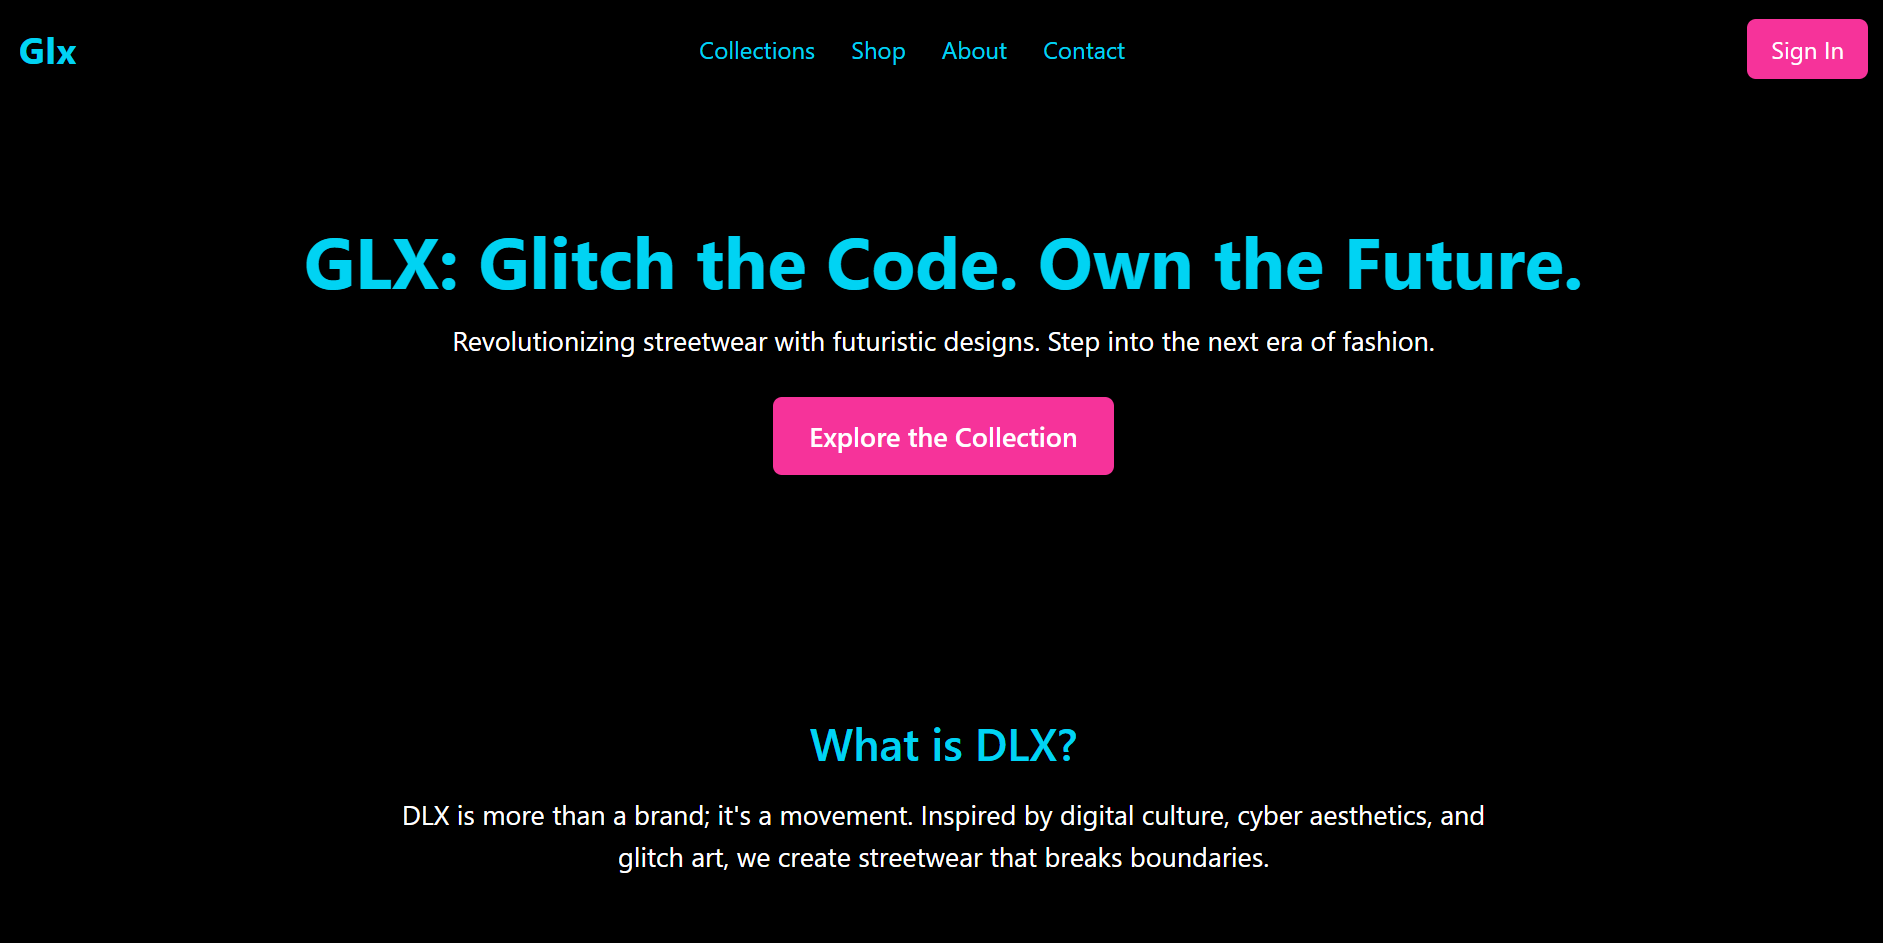 Glx
Collections Shop About Contact
Sign In
GLX: Glitch the Code. Own the Future.
Revolutionizing streetwear with futuristic designs. Step into the next era of fashion.
Explore the Collection
What is DLX?
DLX is more than a brand; it's a movement. Inspired by digital culture, cyber aesthetics, and
glitch art, we create streetwear that breaks boundaries.